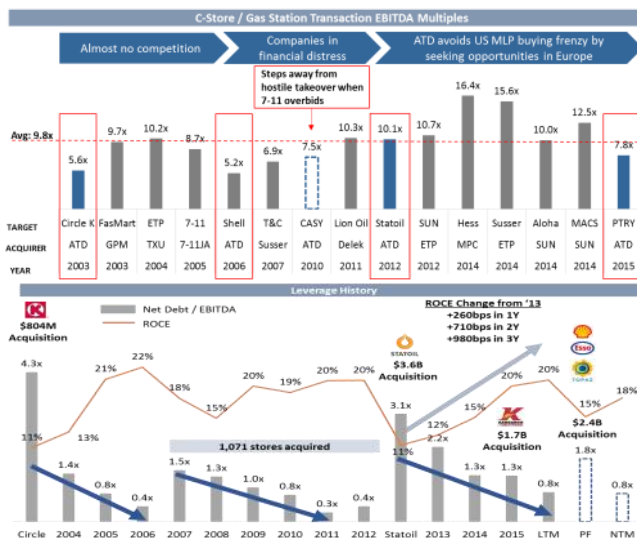 C-Store / Gas Station Transaction EBITDA Multiples
Almost no competition
Companies in
financial distress
ATD avoids US MLP buying frenzy by
seeking opportunities in Europe
Steps away from
hostile takeover when
7-11 overbids
Avg: 9.8x
5.6x 9.7x 10.2x 8.7x 5.2x 6.9x 7.5x 10.3x 10.1x 10.7x 16.4x 15.6x 10.0x 12.5x 7.8x
TARGET Circle K FasMart ETP 7-11 Shell T&C CASY Lion Oil Statoil SUN Hess Susser Aloha MACS PTRY
ACQUIRER ATD GPM TXU 7-11JA ATD Susser ATD Delek ATD ETP MPC ETP SUN SUN ATD
YEAR 2003 2003 2004 2005 2006 2007 2010 2011 2012 2012 2014 2014 2014 2014 2015
Leverage History
K
$804M
Acquisition
Net Debt / EBITDA
ROCE
ROCE Change from '13
+260bps in 1Y
+710bps in 2Y
+980bps in 3Y
STATOIL
$3.6B
Acquisition
Esso
TOPAZ
$2.4B
Acquisition
K
$1.7B
Acquisition
11% 13% 21% 22% 18% 15% 20% 19% 20% 20% 11% 12% 15% 20% 20% 15% 18%
1,071 stores acquired
4.3x 1.4x 0.8x 0.4x 1.5x 1.3x 1.0x 0.8x 0.3x 0.4x 3.1x 2.2x 1.3x 1.3x 0.8x 1.8x 0.8x
Circle 2004 2005 2006 2007 2008 2009 2010 2011 2012 Statoil 2013 2014 2015 LTM PF NTM